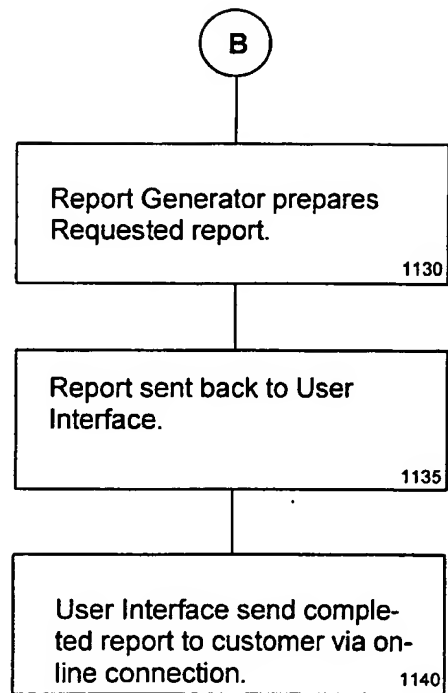 B
Report Generator prepares
Requested report.
1130
Report sent back to User
Interface.
1135
User Interface send comple-
ted report to customer via on-
line connection.
1140